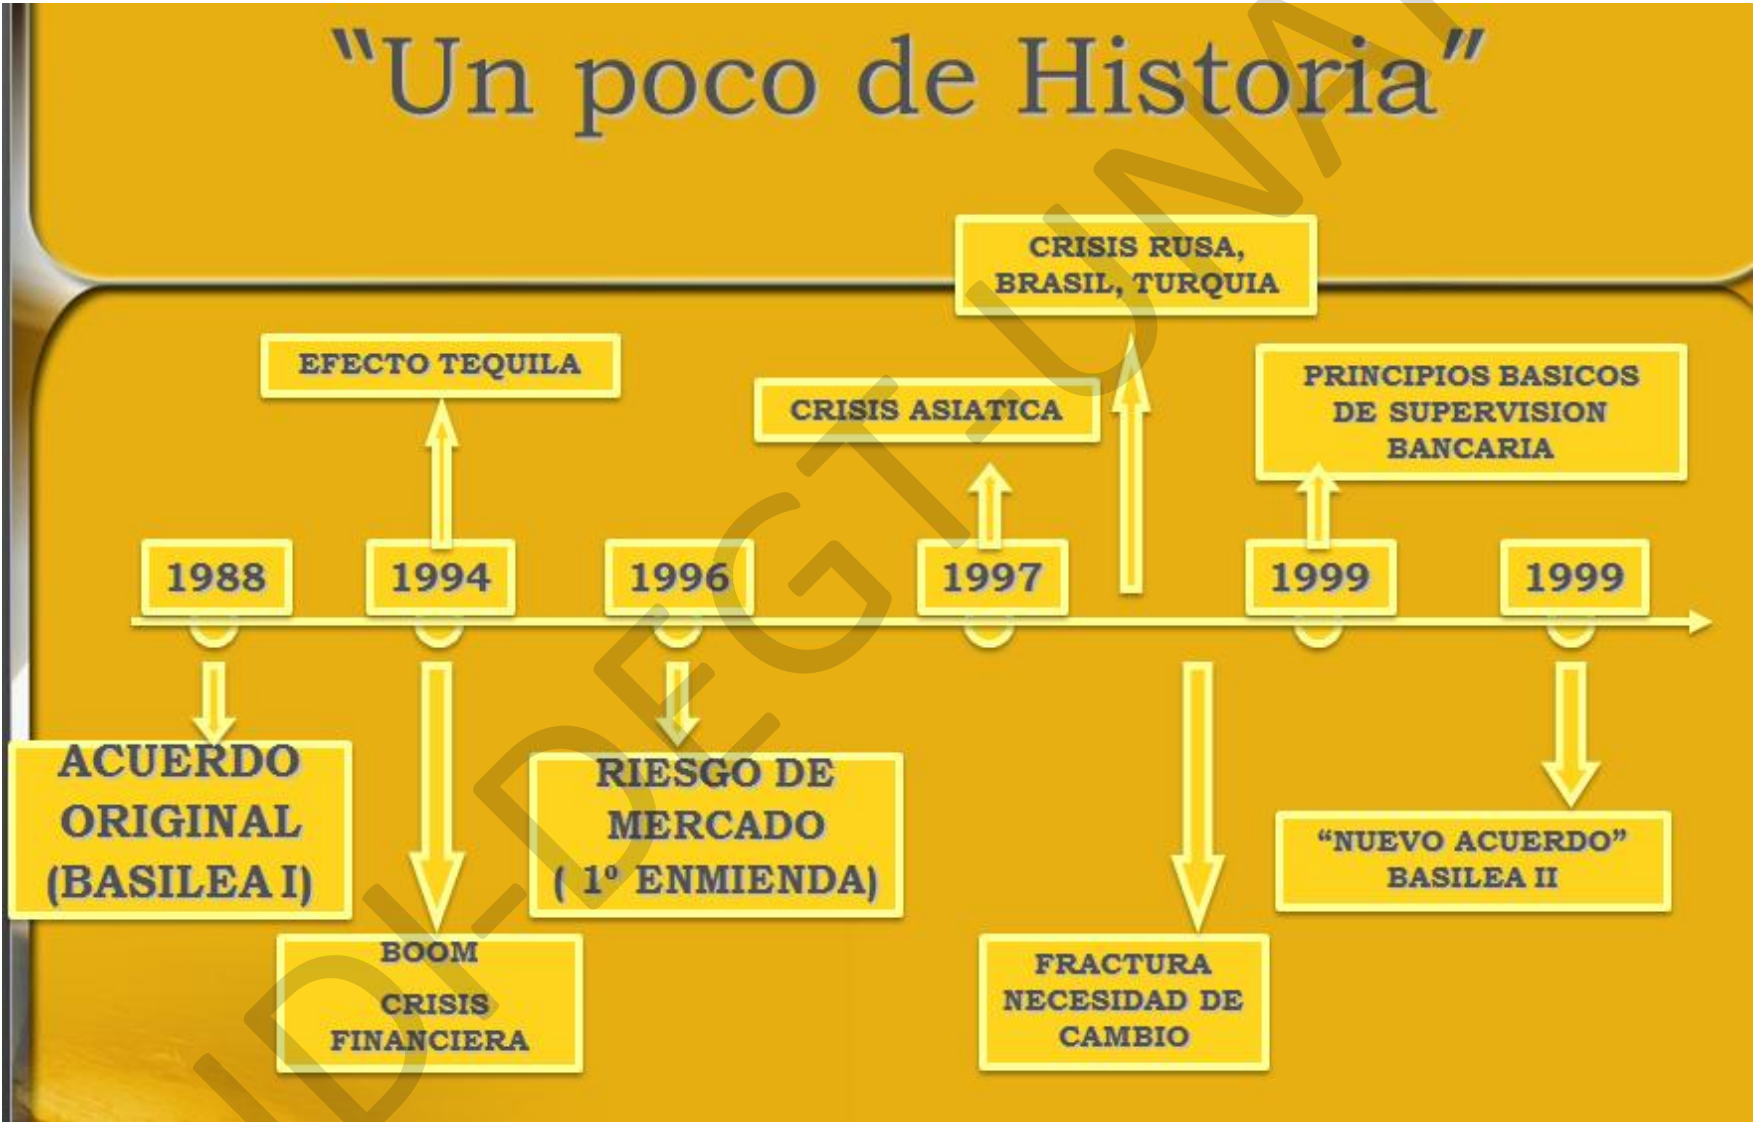 “Un poco de Historia”
CRISIS RUSA,
BRASIL, TURQUIA
EFECTO TEQUILA
CRISIS ASIATICA
PRINCIPIOS BASICOS
DE SUPERVISION
BANCARIA
1988
1994
1996
1997
1999
1999
ACUERDO
ORIGINAL
(BASILEA I)
BOOM
CRISIS
FINANCIERA
RIESGO DE
MERCADO
( 1º ENMIENDA)
FRACTURA
NECESIDAD DE
CAMBIO
“NUEVO ACUERDO”
BASILEA II